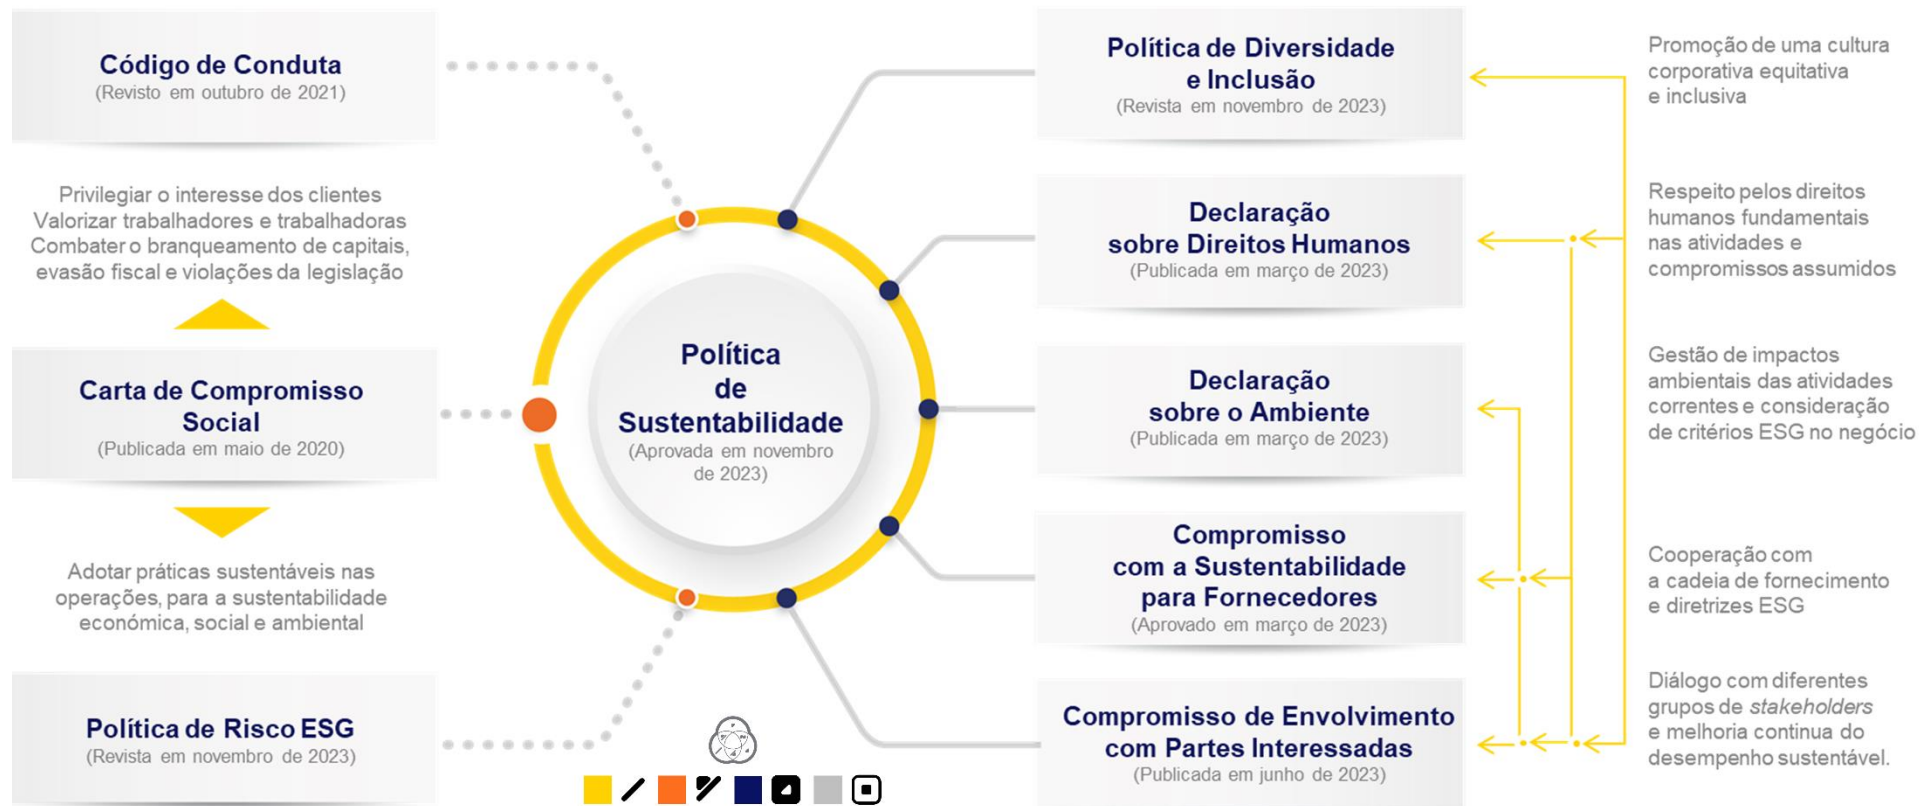 Código de Conduta
(Revisto em outubro de 2021)
Privilegiar o interesse dos clientes
Valorizar trabalhadores e trabalhadoras
Combater o branqueamento de capitais,
evasão fiscal e violações da legislação
Carta de Compromisso
Social
(Publicada em maio de 2020)
Adotar práticas sustentáveis nas
operações, para a sustentabilidade
económica, social e ambiental
Política de Risco ESG
(Revista em novembro de 2023)
Política
de
Sustentabilidade
(Aprovada em novembro
de 2023)
Política de Diversidade
e Inclusão
(Revista em novembro de 2023)
Promoção de uma cultura
corporativa equitativa
e inclusiva
Declaração
sobre Direitos Humanos
(Publicada em março de 2023)
Respeito pelos direitos
humanos fundamentais
nas atividades e
compromissos assumidos
Declaração
sobre o Ambiente
(Publicada em março de 2023)
Gestão de impactos
ambientais das atividades
correntes e consideração
de critérios ESG no negócio
Compromisso
com a Sustentabilidade
para Fornecedores
(Aprovado em março de 2023)
Cooperação com
a cadeia de fornecimento
e diretrizes ESG
Compromisso de Envolvimento
com Partes Interessadas
(Publicada em junho de 2023)
Diálogo com diferentes
grupos de stakeholders
e melhoria continua do
desempenho sustentável.